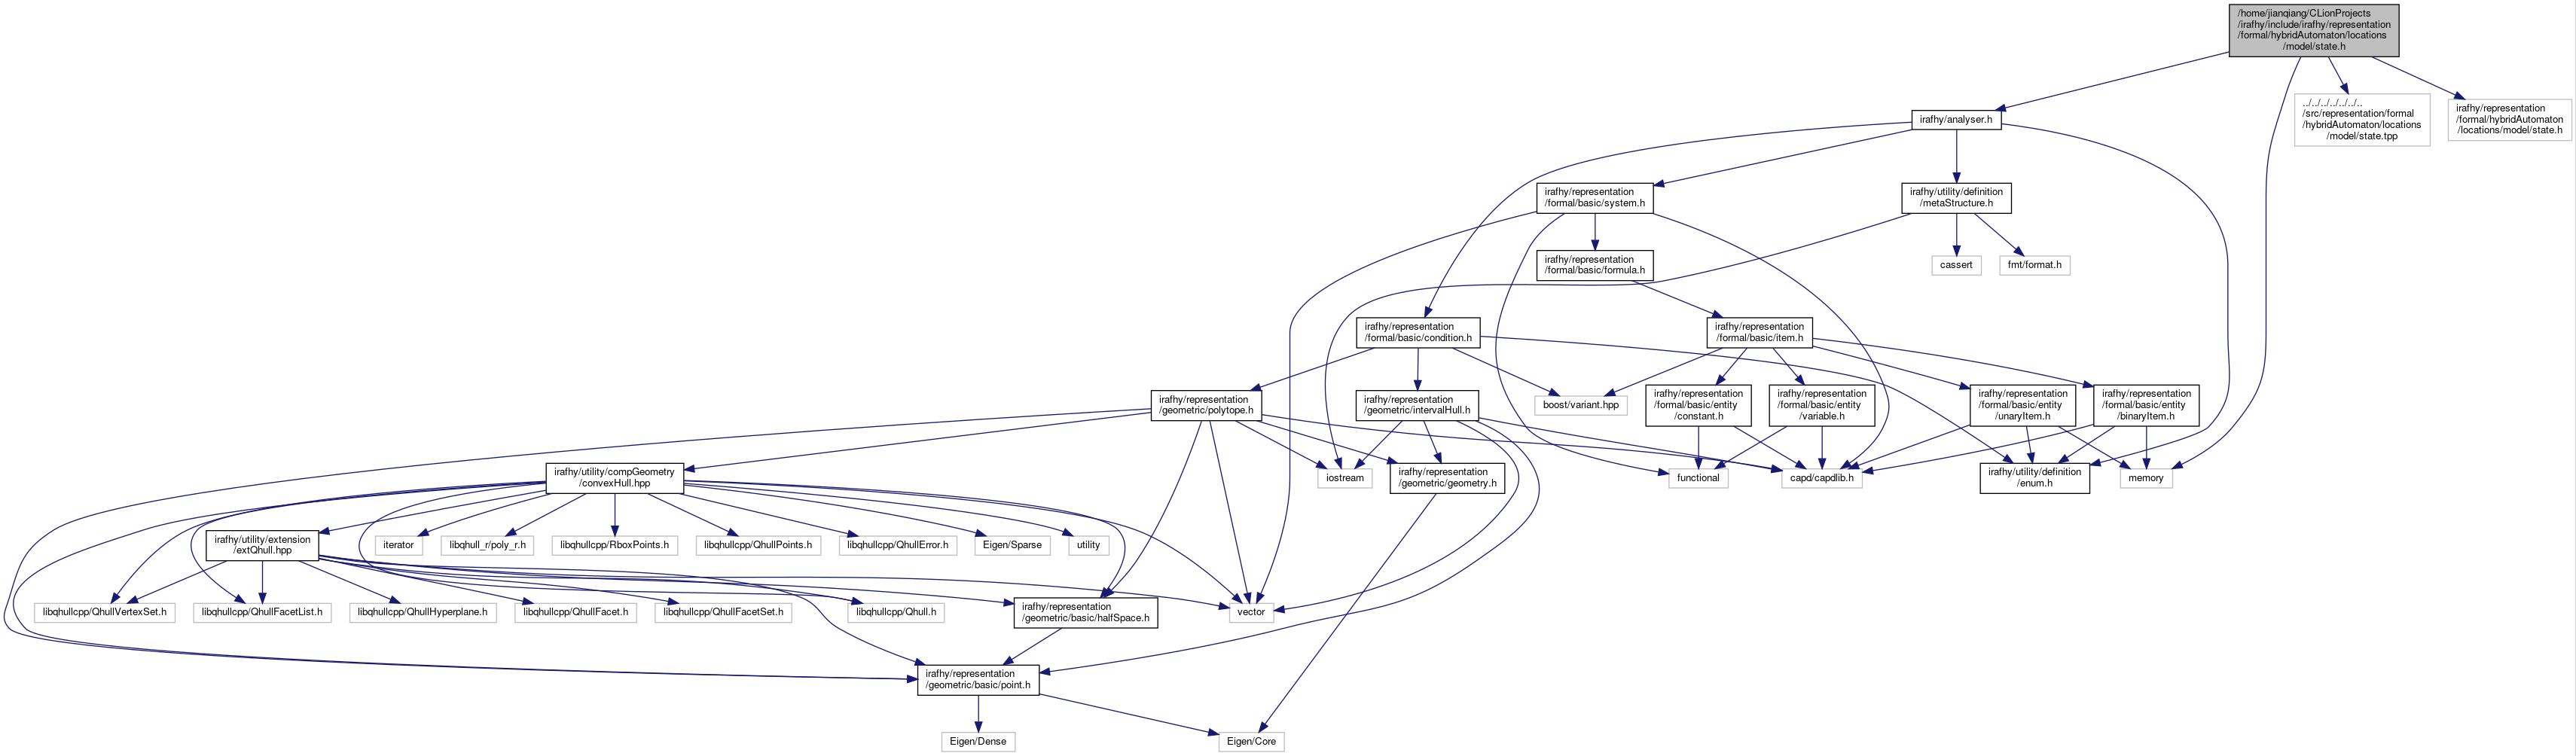 /home/jianqiang/CLionProjects
/irafhy/include/irafhy/representation
/formal/hybridAutomaton/locations
/model/state.h
irafhy/analyser.h
../../../../../../..
/src/representation/formal
/hybridAutomaton/locations
/model/state.tpp
irafhy/representation
/formal/hybridAutomaton
/locations/model/state.h
irafhy/representation
/formal/basic/system.h
irafhy/utility/definition
/metaStructure.h
irafhy/representation
/formal/basic/formula.h
cassert
fmt/format.h
irafhy/representation
/formal/basic/condition.h
irafhy/representation
/formal/basic/item.h
irafhy/representation
/geometric/polytope.h
irafhy/representation
/geometric/intervalHull.h
boost/variant.hpp
irafhy/representation
/formal/basic/entity
/constant.h
irafhy/representation
/formal/basic/entity
/variable.h
irafhy/representation
/formal/basic/entity
/unaryItem.h
irafhy/representation
/formal/basic/entity
/binaryItem.h
irafhy/utility/compGeometry
/convexHull.hpp
iostream
irafhy/representation
/geometric/geometry.h
functional
capd/capdlib.h
irafhy/utility/definition
/enum.h
memory
irafhy/utility/extension
/extQhull.hpp
iterator
libqhull_r/poly_r.h
libqhullcpp/RboxPoints.h
libqhullcpp/QhullPoints.h
libqhullcpp/QhullError.h
Eigen/Sparse
utility
libqhullcpp/QhullVertexSet.h
libqhullcpp/QhullFacetList.h
libqhullcpp/QhullHyperplane.h
libqhullcpp/QhullFacet.h
libqhullcpp/QhullFacetSet.h
libqhullcpp/Qhull.h
irafhy/representation
/geometric/basic/halfSpace.h
vector
irafhy/representation
/geometric/basic/point.h
Eigen/Dense
Eigen/Core